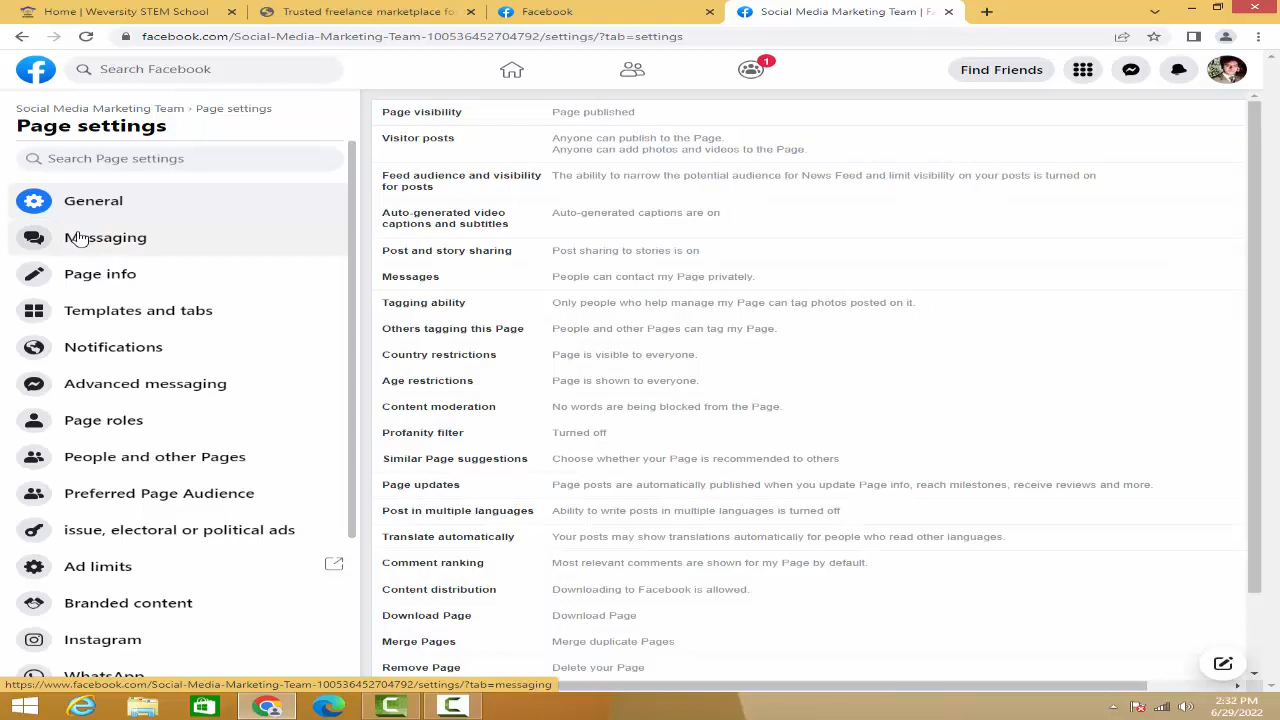 Home | Weversity STEM School
Trusted freelance marketplace fo
Facebook
Social Media Marketing Team | F
facebook.com/Social-Media-Marketing-Team-100536452704792/settings/?tab=settings
Search Facebook
1
Find Friends
Social Media Marketing Team › Page settings
Page settings
Search Page settings
General
Messaging
Page info
Templates and tabs
Notifications
Advanced messaging
Page roles
People and other Pages
Preferred Page Audience
issue, electoral or political ads
Ad limits
Branded content
Instagram
WhatsApp
Page visibility Page published
Visitor posts Anyone can publish to the Page.
Anyone can add photos and videos to the Page.
Feed audience and visibility The ability to narrow the potential audience for News Feed and limit visibility on your posts is turned on
for posts
Auto-generated video Auto-generated captions are on
captions and subtitles
Post and story sharing Post sharing to stories is on
Messages People can contact my Page privately.
Tagging ability Only people who help manage my Page can tag photos posted on it.
Others tagging this Page People and other Pages can tag my Page.
Country restrictions Page is visible to everyone.
Age restrictions Page is shown to everyone.
Content moderation No words are being blocked from the Page.
Profanity filter Turned off
Similar Page suggestions Choose whether your Page is recommended to others
Page updates Page posts are automatically published when you update Page info, reach milestones, receive reviews and more.
Post in multiple languages Ability to write posts in multiple languages is turned off
Translate automatically Your posts may show translations automatically for people who read other languages.
Comment ranking Most relevant comments are shown for my Page by default.
Content distribution Downloading to Facebook is allowed.
Download Page Download Page
Merge Pages Merge duplicate Pages
Remove Page Delete your Page
https://www.facebook.com/Social-Media-Marketing-Team-100536452704792/settings/?tab=messaging
2:32 PM
6/29/2022